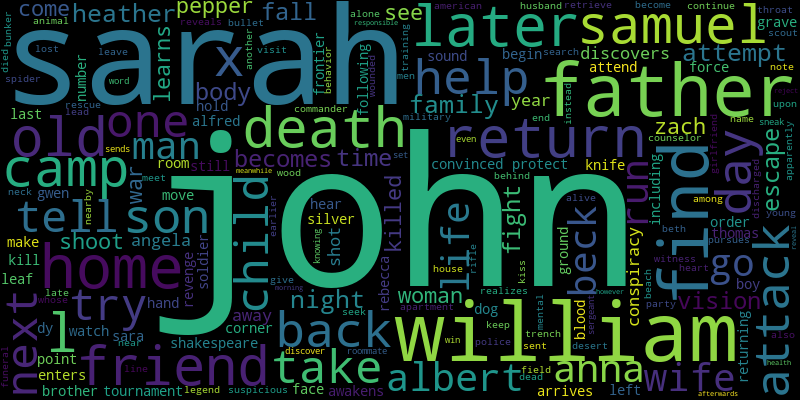 animal pepper fall come see later samuel throat alone bullet american husband retrieve become continue
heather reveals visit another responsible leave
bunker lost learns x number discovers attempt grave scout
sarah body frontier behavior following training wounded sound begin search attend force note
died spider word rescue lead hold help family year instead upon
last old one commander men military father name
alfred death return zach sneak apparently
camp man room still war becomes time convinced protect knife counselor escape
sends meanwhile set even end behind including girlfriend day
neck gwen meet wood hear killed life beck run among order vision discharged
tell son move earlier silver shot fight alive find thomas beth young reveal
nearby child john rifle ground pursues boy go
make shoot angela revenge soldier knowing rebecca woman house kiss witness attack
kill home night give dog realizes however conspiracy heart
leaf late try whose hand away seek apartment keep blood beach party returning
dy watch sara corner back william mental sergeant also
next l near shakespeare police trench desert
funeral point friend discover morning take win sent anna wife health
line enters face suspicious albert field dead
brother tournament legend awakens roommate arrives left afterwards